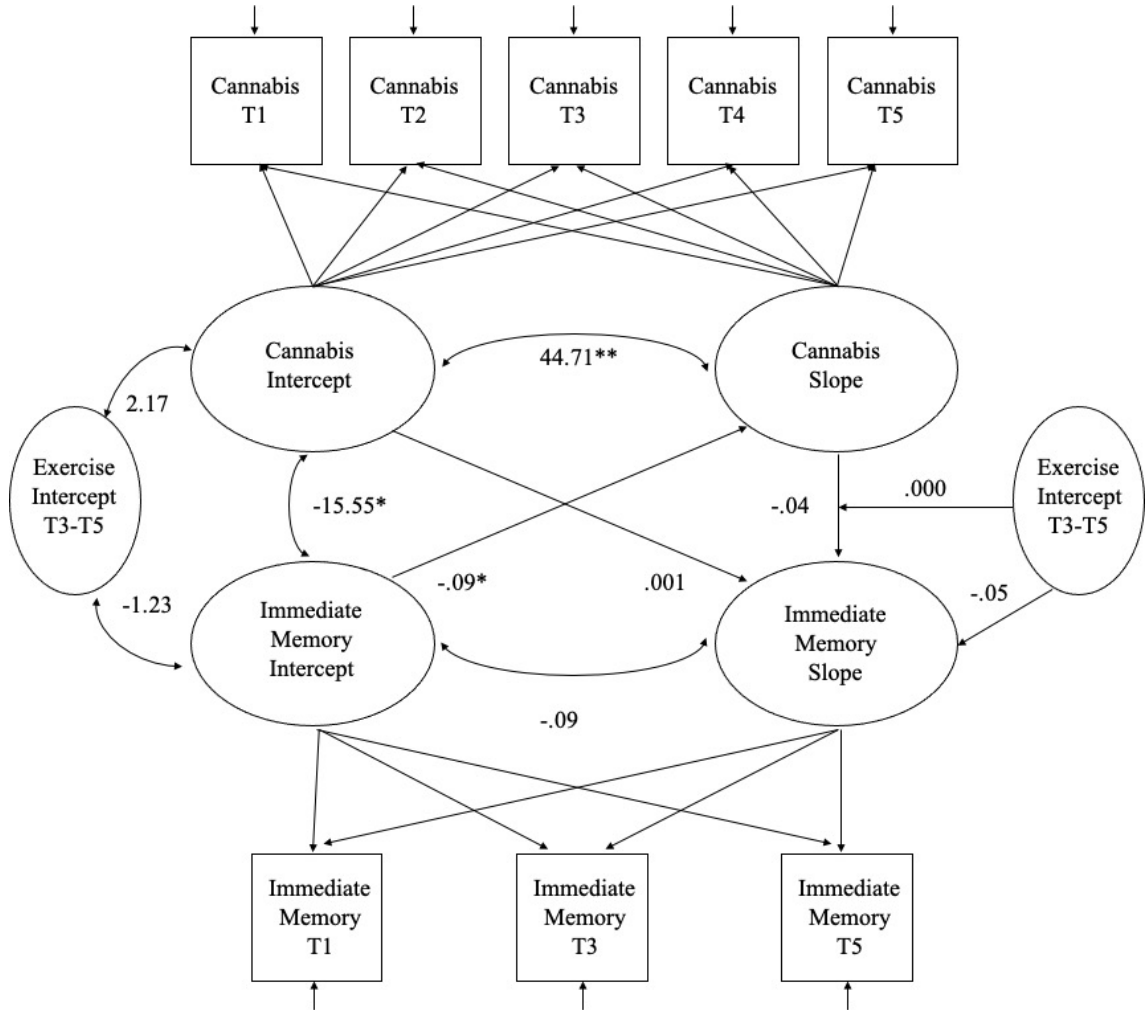 Cannabis
T1
Cannabis
T2
Cannabis
T3
Cannabis
T4
Cannabis
T5
Cannabis
Intercept
44.71**
Cannabis
Slope
2.17
Exercise
Intercept
T3-T5
-15.55*
-.04
.000
Exercise
Intercept
T3-T5
-1.23
-.09*
.001
-.05
Immediate
Memory
Intercept
Immediate
Memory
Slope
-.09
Immediate
Memory
T1
Immediate
Memory
T3
Immediate
Memory
T5